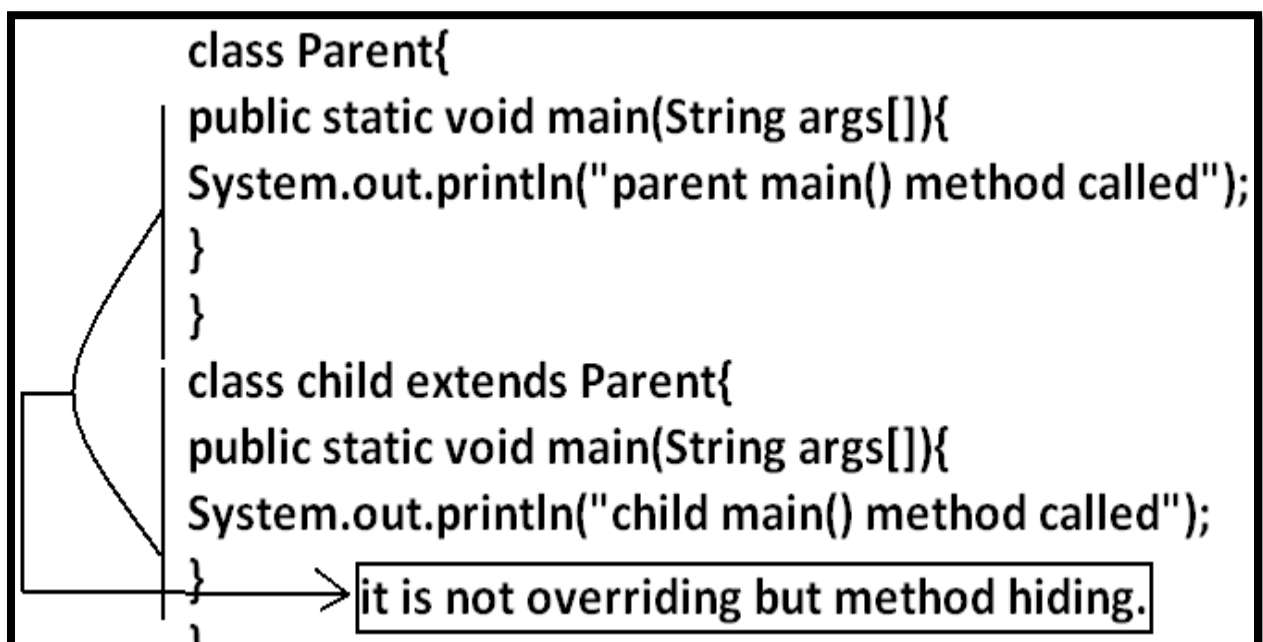 class Parent{
public static void main(String args[]){
System.out.println("parent main() method called");
}
}
class child extends Parent{
public static void main(String args[]){
System.out.println("child main() method called");
}
it is not overriding but method hiding.
}